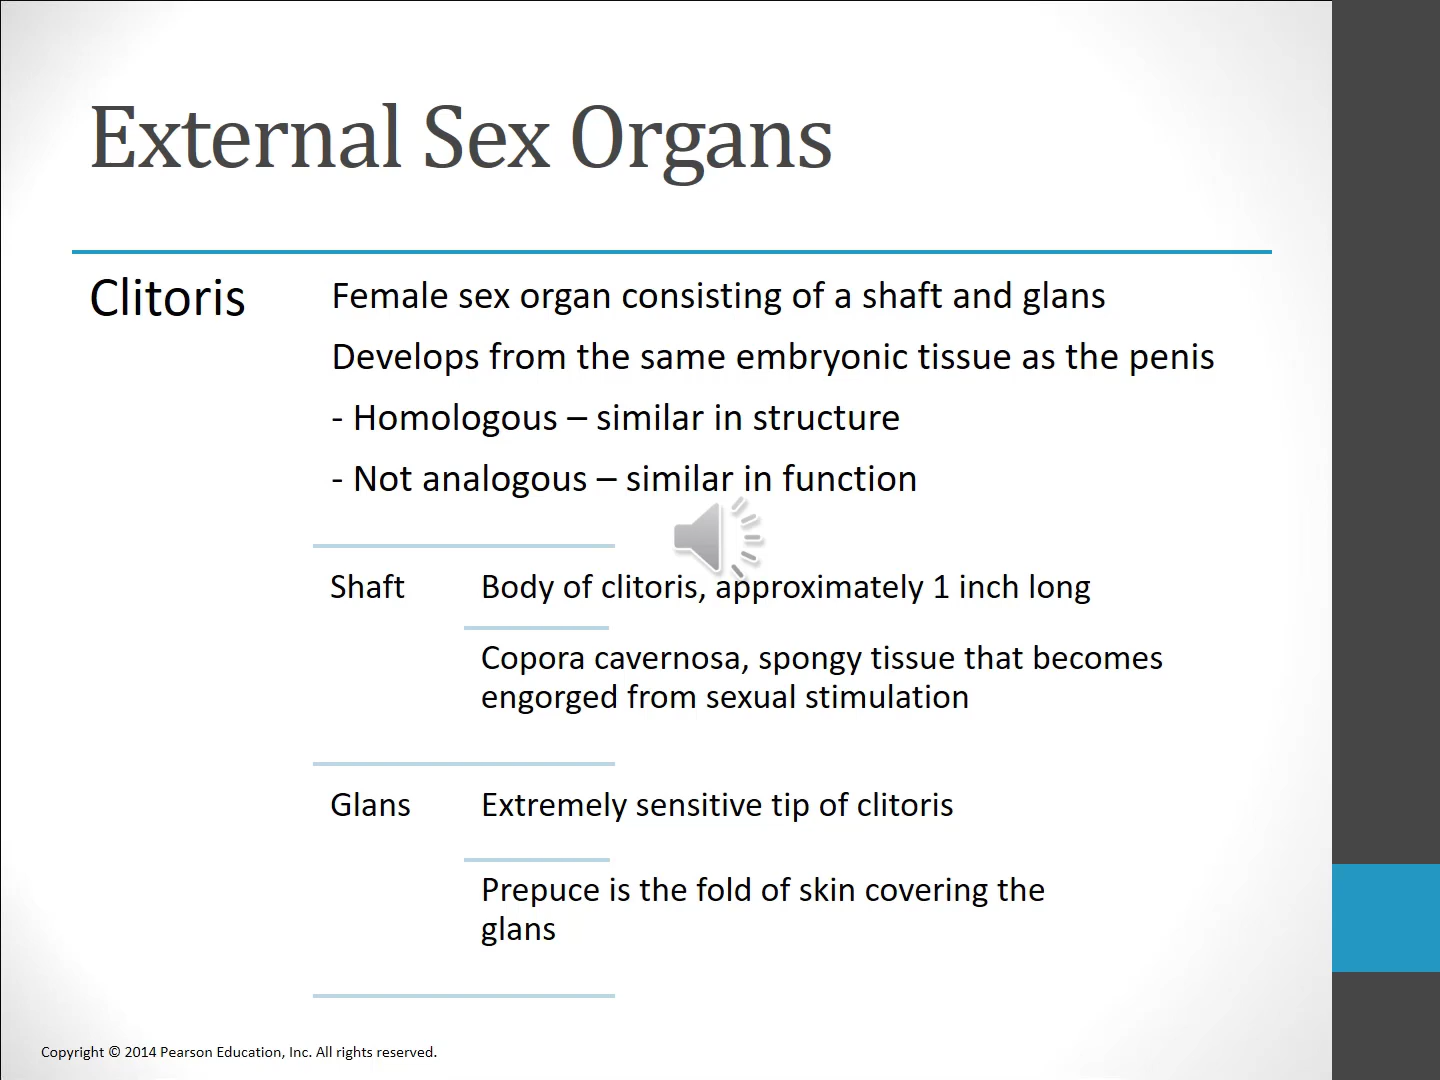 External Sex Organs
Clitoris
Female sex organ consisting of a shaft and glans
Develops from the same embryonic tissue as the penis
- Homologous – similar in structure
- Not analogous – similar in function
Shaft
Body of clitoris, approximately 1 inch long
Copora cavernosa, spongy tissue that becomes
engorged from sexual stimulation
Glans
Extremely sensitive tip of clitoris
Prepuce is the fold of skin covering the
glans
Copyright © 2014 Pearson Education, Inc. All rights reserved.